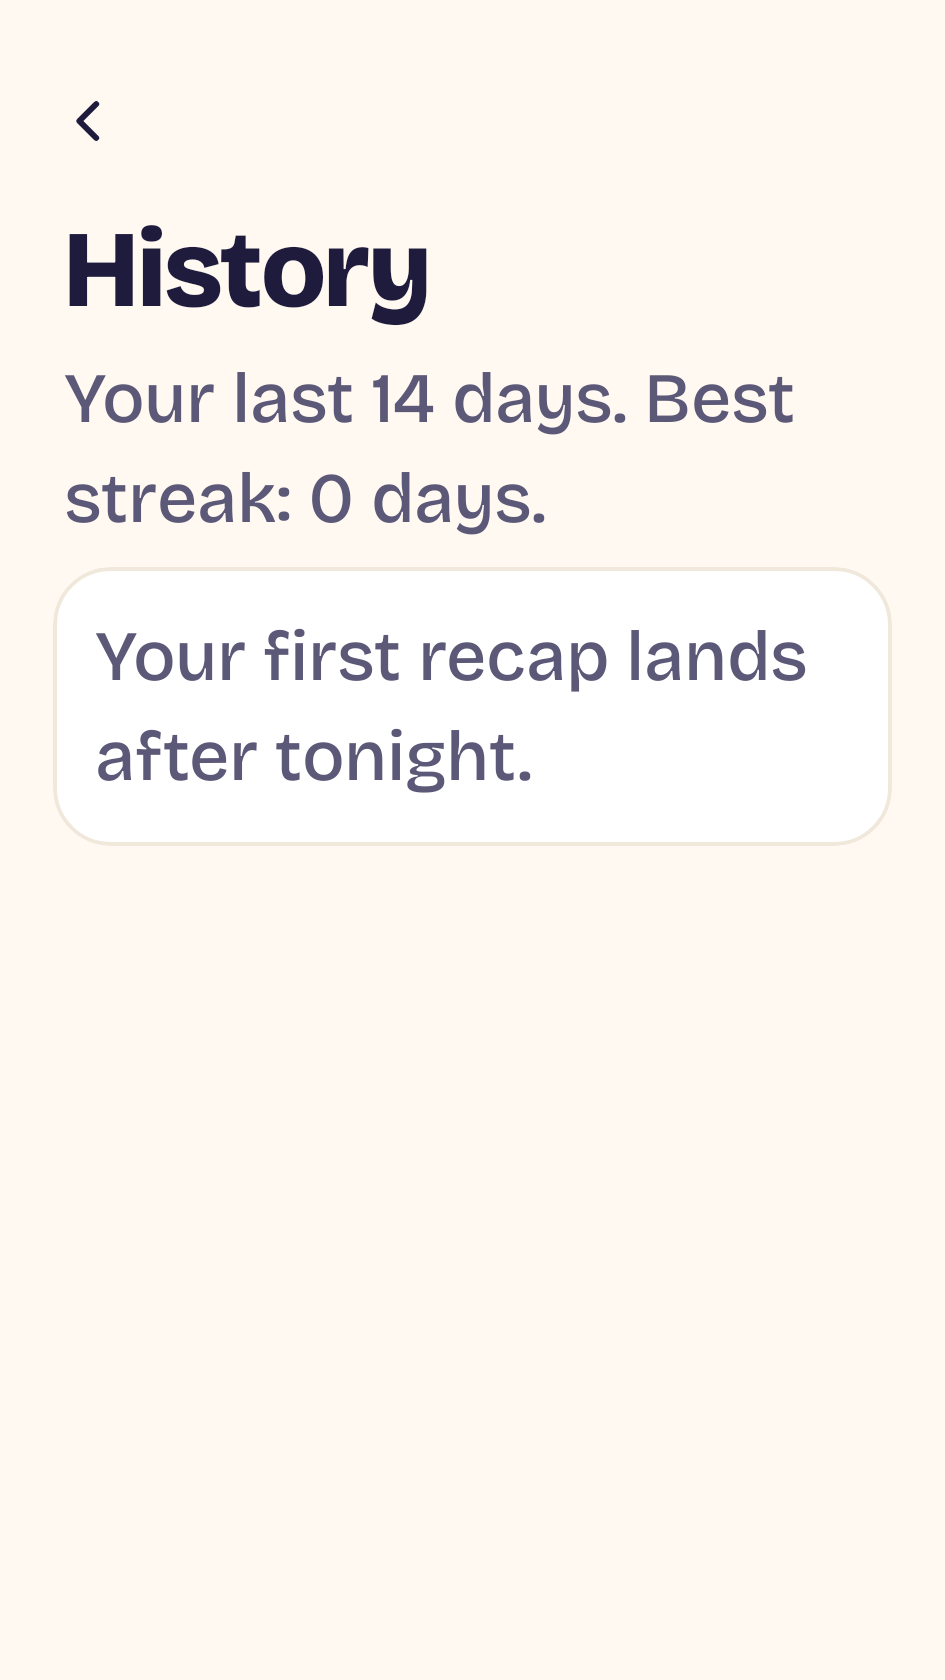 History
Your last 14 days. Best
streak: 0 days.
Your first recap lands
after tonight.